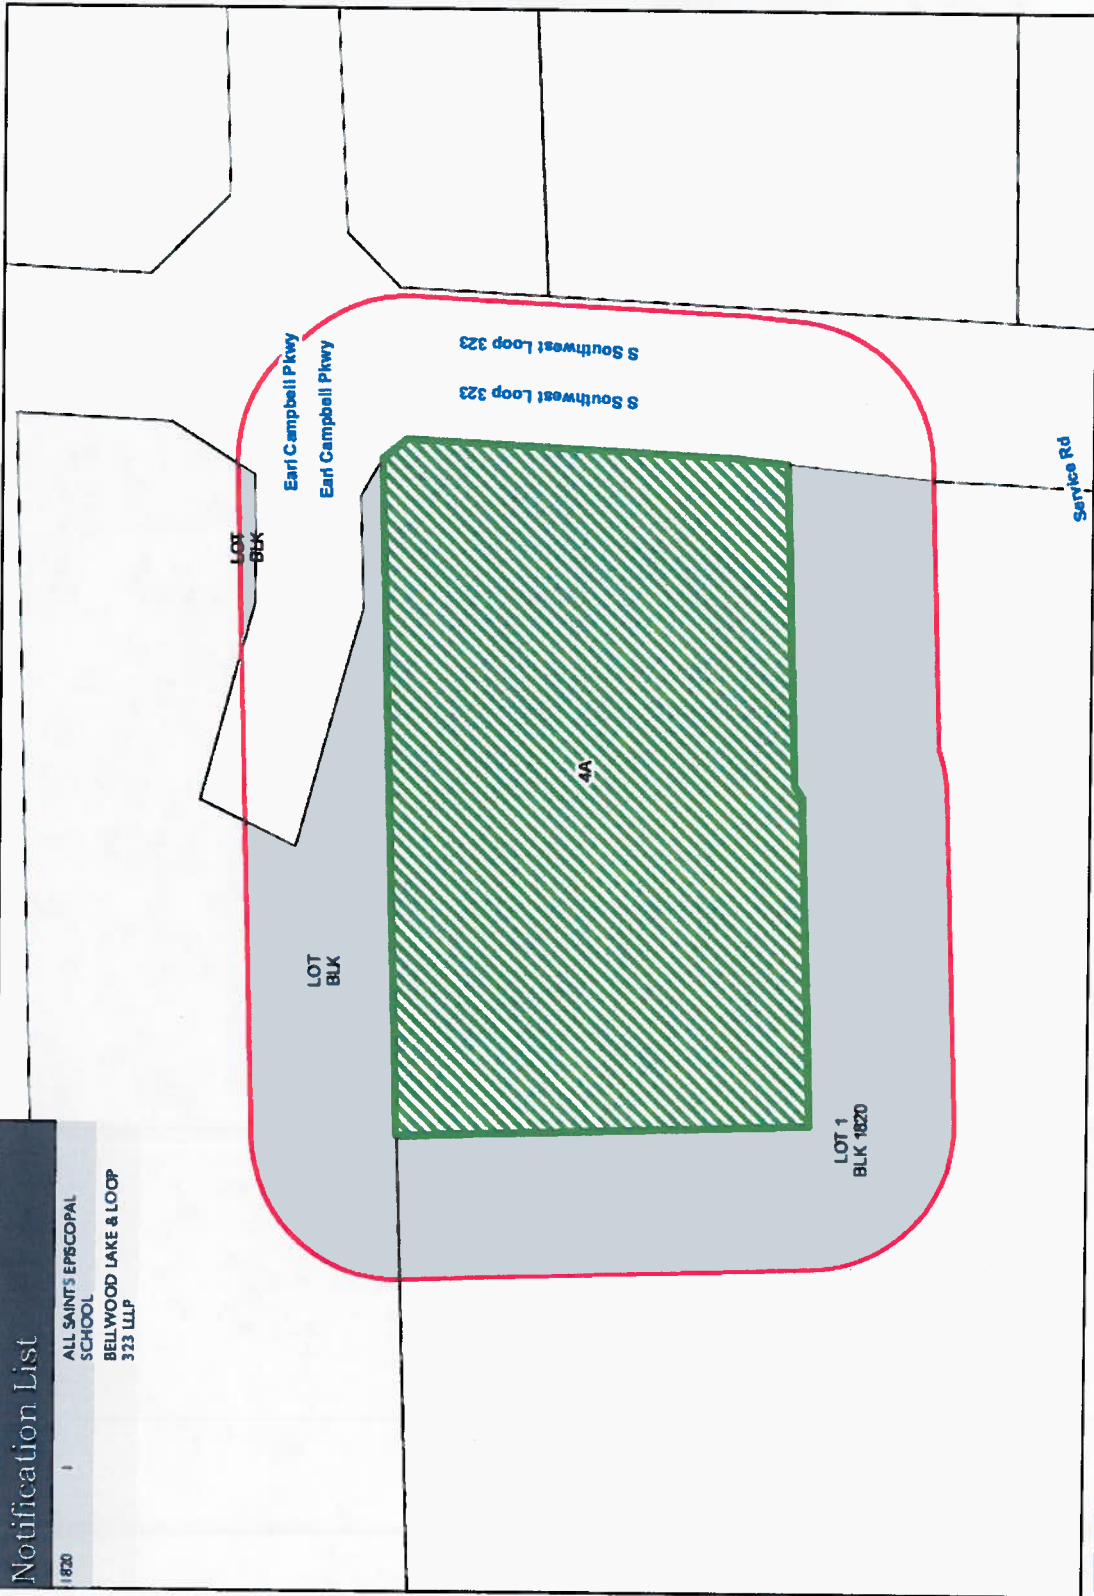 Notification List
1820 1 ALL SAINTS EPISCOPAL
SCHOOL
BELLWOOD LAKE & LOOP
323 LLLP
LOT
BLK
LOT
BLK
Earl Campbell Pkwy
Earl Campbell Pkwy
S Southwest Loop 323
S Southwest Loop 323
4A
LOT 1
BLK 1820
Service Rd